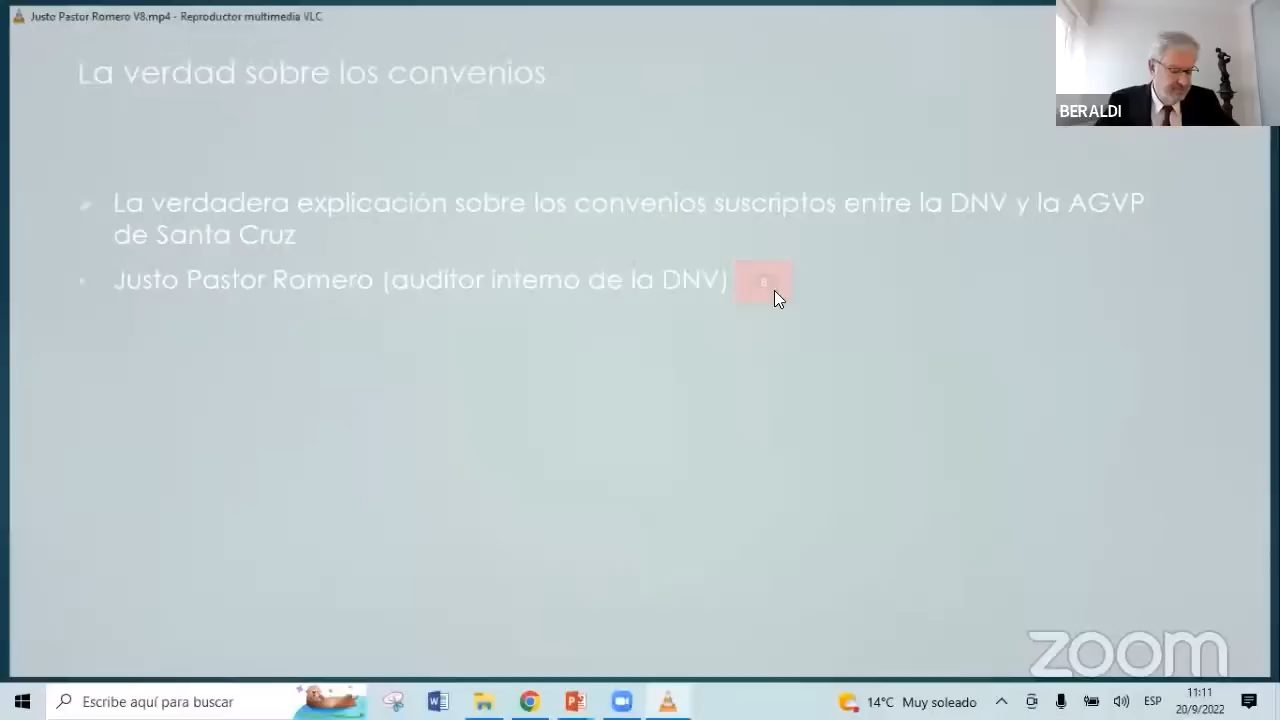 Justo Pastor Romero V8.mp4 - Reproductor multimedia VLC
La verdad sobre los convenios
BERALDI
La verdadera explicación sobre los convenios suscriptos entre la DNV y la AGVP
de Santa Cruz
Justo Pastor Romero (auditor interno de la DNV)
8
zoom
Escribe aquí para buscar
14°C Muy soleado
ESP
11:11
20/9/2022